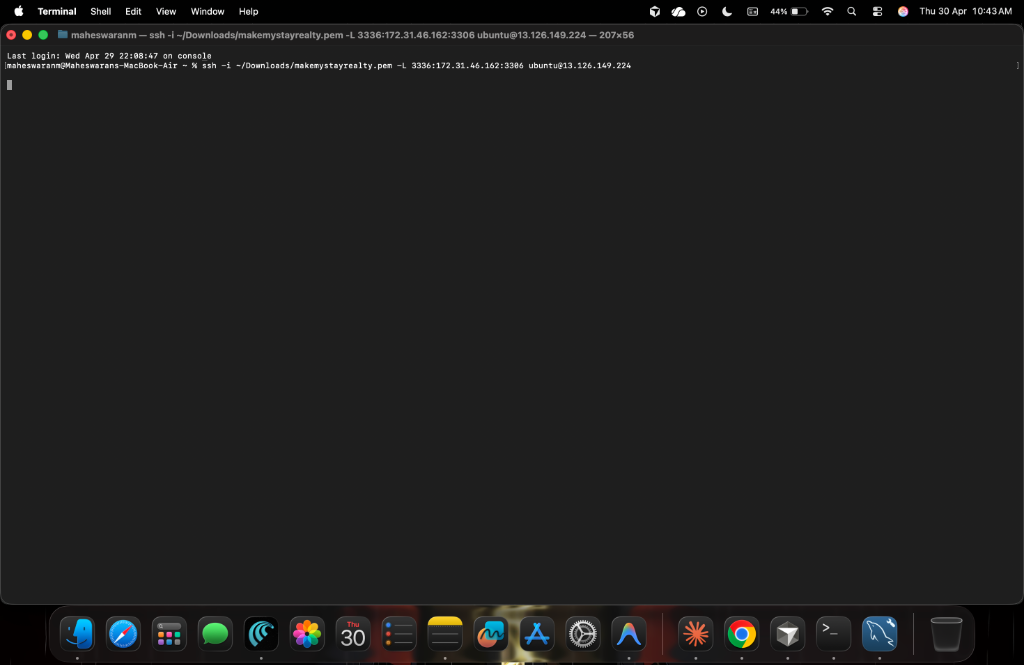 Terminal Shell Edit View Window Help 44% Thu 30 Apr 10:43 AM
maheswaranm — ssh -i ~/Downloads/makemystayrealty.pem -L 3336:172.31.46.162:3306 ubuntu@13.126.149.224 — 207×56
Last login: Wed Apr 29 22:08:47 on console
[maheswaranm@Maheswarans-MacBook-Air ~ % ssh -i ~/Downloads/makemystayrealty.pem -L 3336:172.31.46.162:3306 ubuntu@13.126.149.224 ]
Thu
30
>_